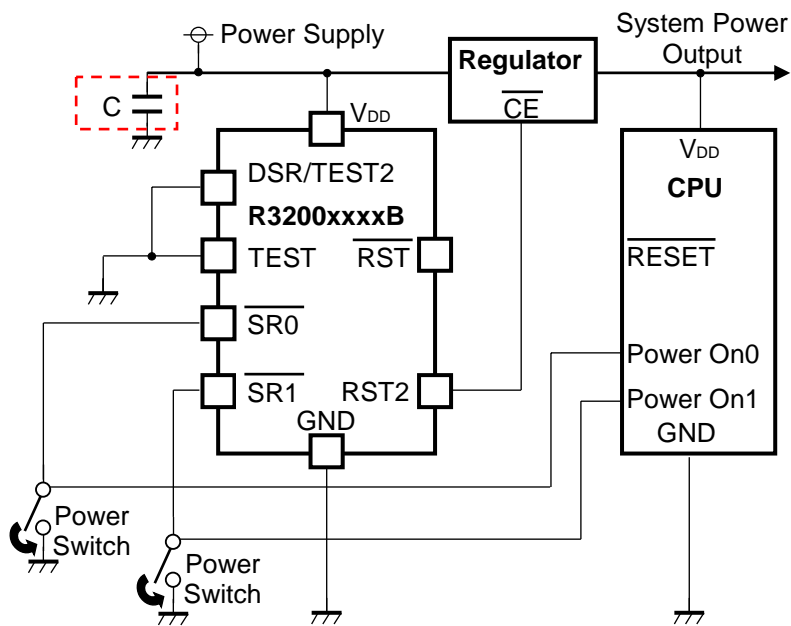 Power Supply
System Power
Output
Regulator
CE
C
VDD
DSR/TEST2
R3200xxxxB
TEST
RST
SR0
SR1
RST2
GND
VDD
CPU
RESET
Power On0
Power On1
GND
Power
Switch
Power
Switch